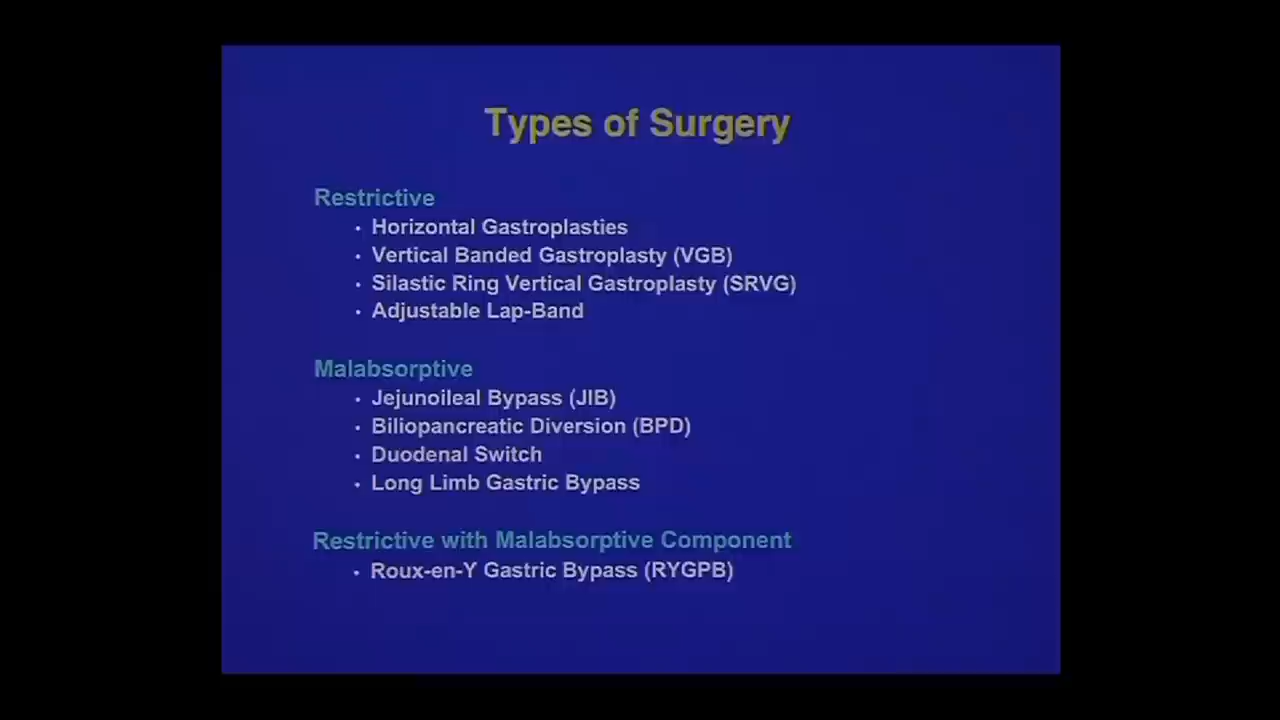 Types of Surgery
Restrictive
• Horizontal Gastroplasties
• Vertical Banded Gastroplasty (VGB)
• Silastic Ring Vertical Gastroplasty (SRVG)
• Adjustable Lap-Band
Malabsorptive
• Jejunoileal Bypass (JIB)
• Biliopancreatic Diversion (BPD)
• Duodenal Switch
• Long Limb Gastric Bypass
Restrictive with Malabsorptive Component
• Roux-en-Y Gastric Bypass (RYGPB)